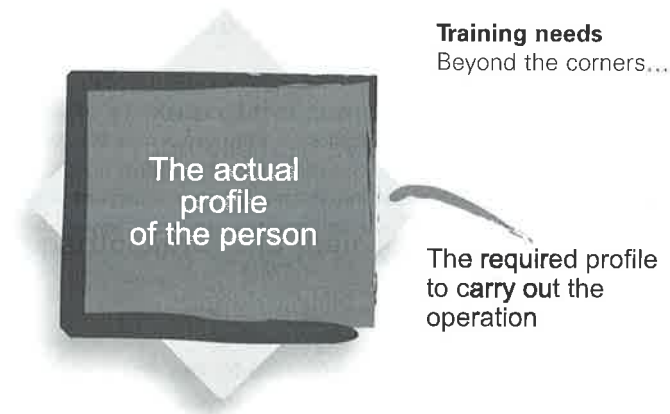 Training needs
Beyond the corners...
The actual
profile
of the person
The required profile
to carry out the
operation